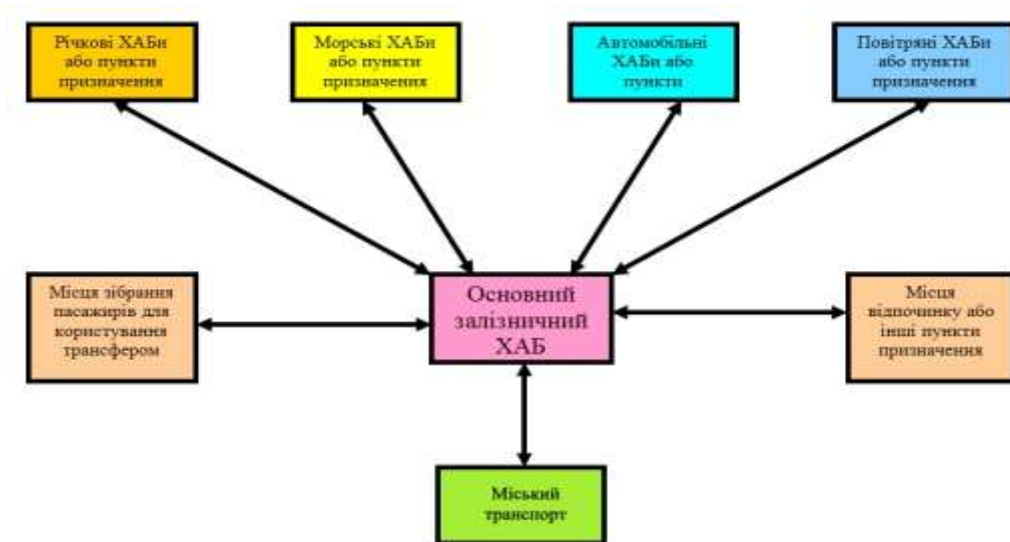 Річкові ХАБи
або пункти
призначення
Морські ХАБи
або пункти
призначення
Автомобільні
ХАБи або
пункти
Повітряні ХАБи
або пункти
призначення
Місця зібрання
пасажирів для
користування
трансфером
Основний
залізничний
ХАБ
Місця
відпочинку або
інші пункти
призначення
Міський
транспорт